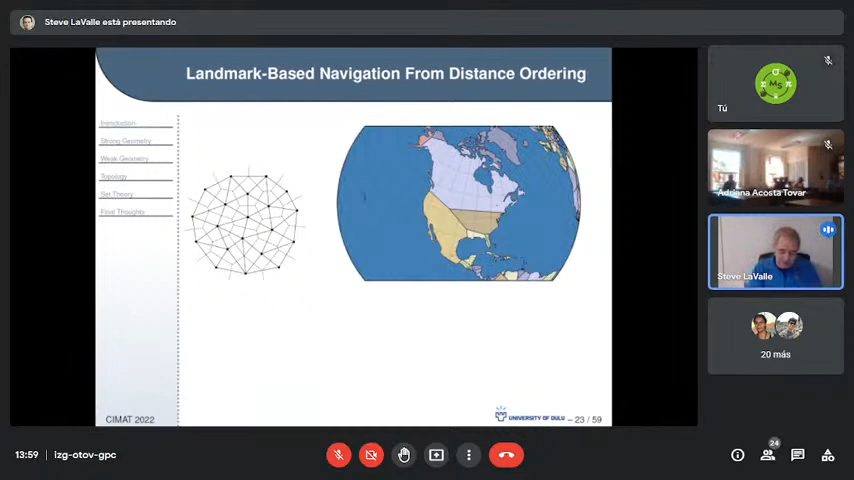 Steve LaValle está presentando
Landmark-Based Navigation From Distance Ordering
Introduction
Strong Geometry
Weak Geometry
Topology
Set Theory
Final Thoughts
CIMAT 2022
UNIVERSITY OF OULU
– 23 / 59
MS
Tú
Adriana Acosta Tovar
Steve LaValle
20 más
13:59
lzg-otov-gpc
24